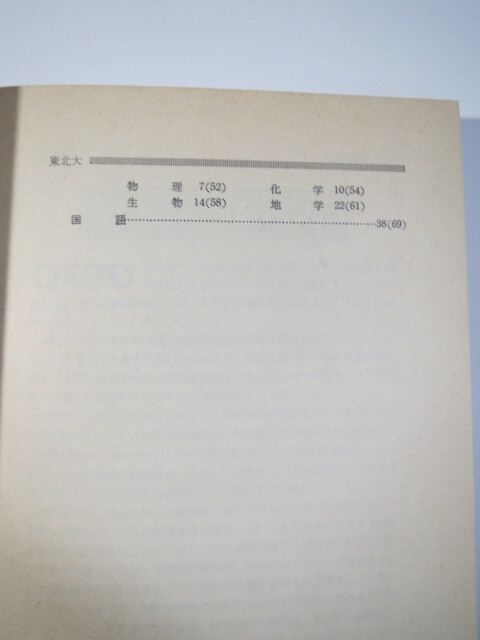 東北大
物理 7(52) 化学 10(54)
生物 14(58) 地学 22(61)
国語……………………………………………38(69)